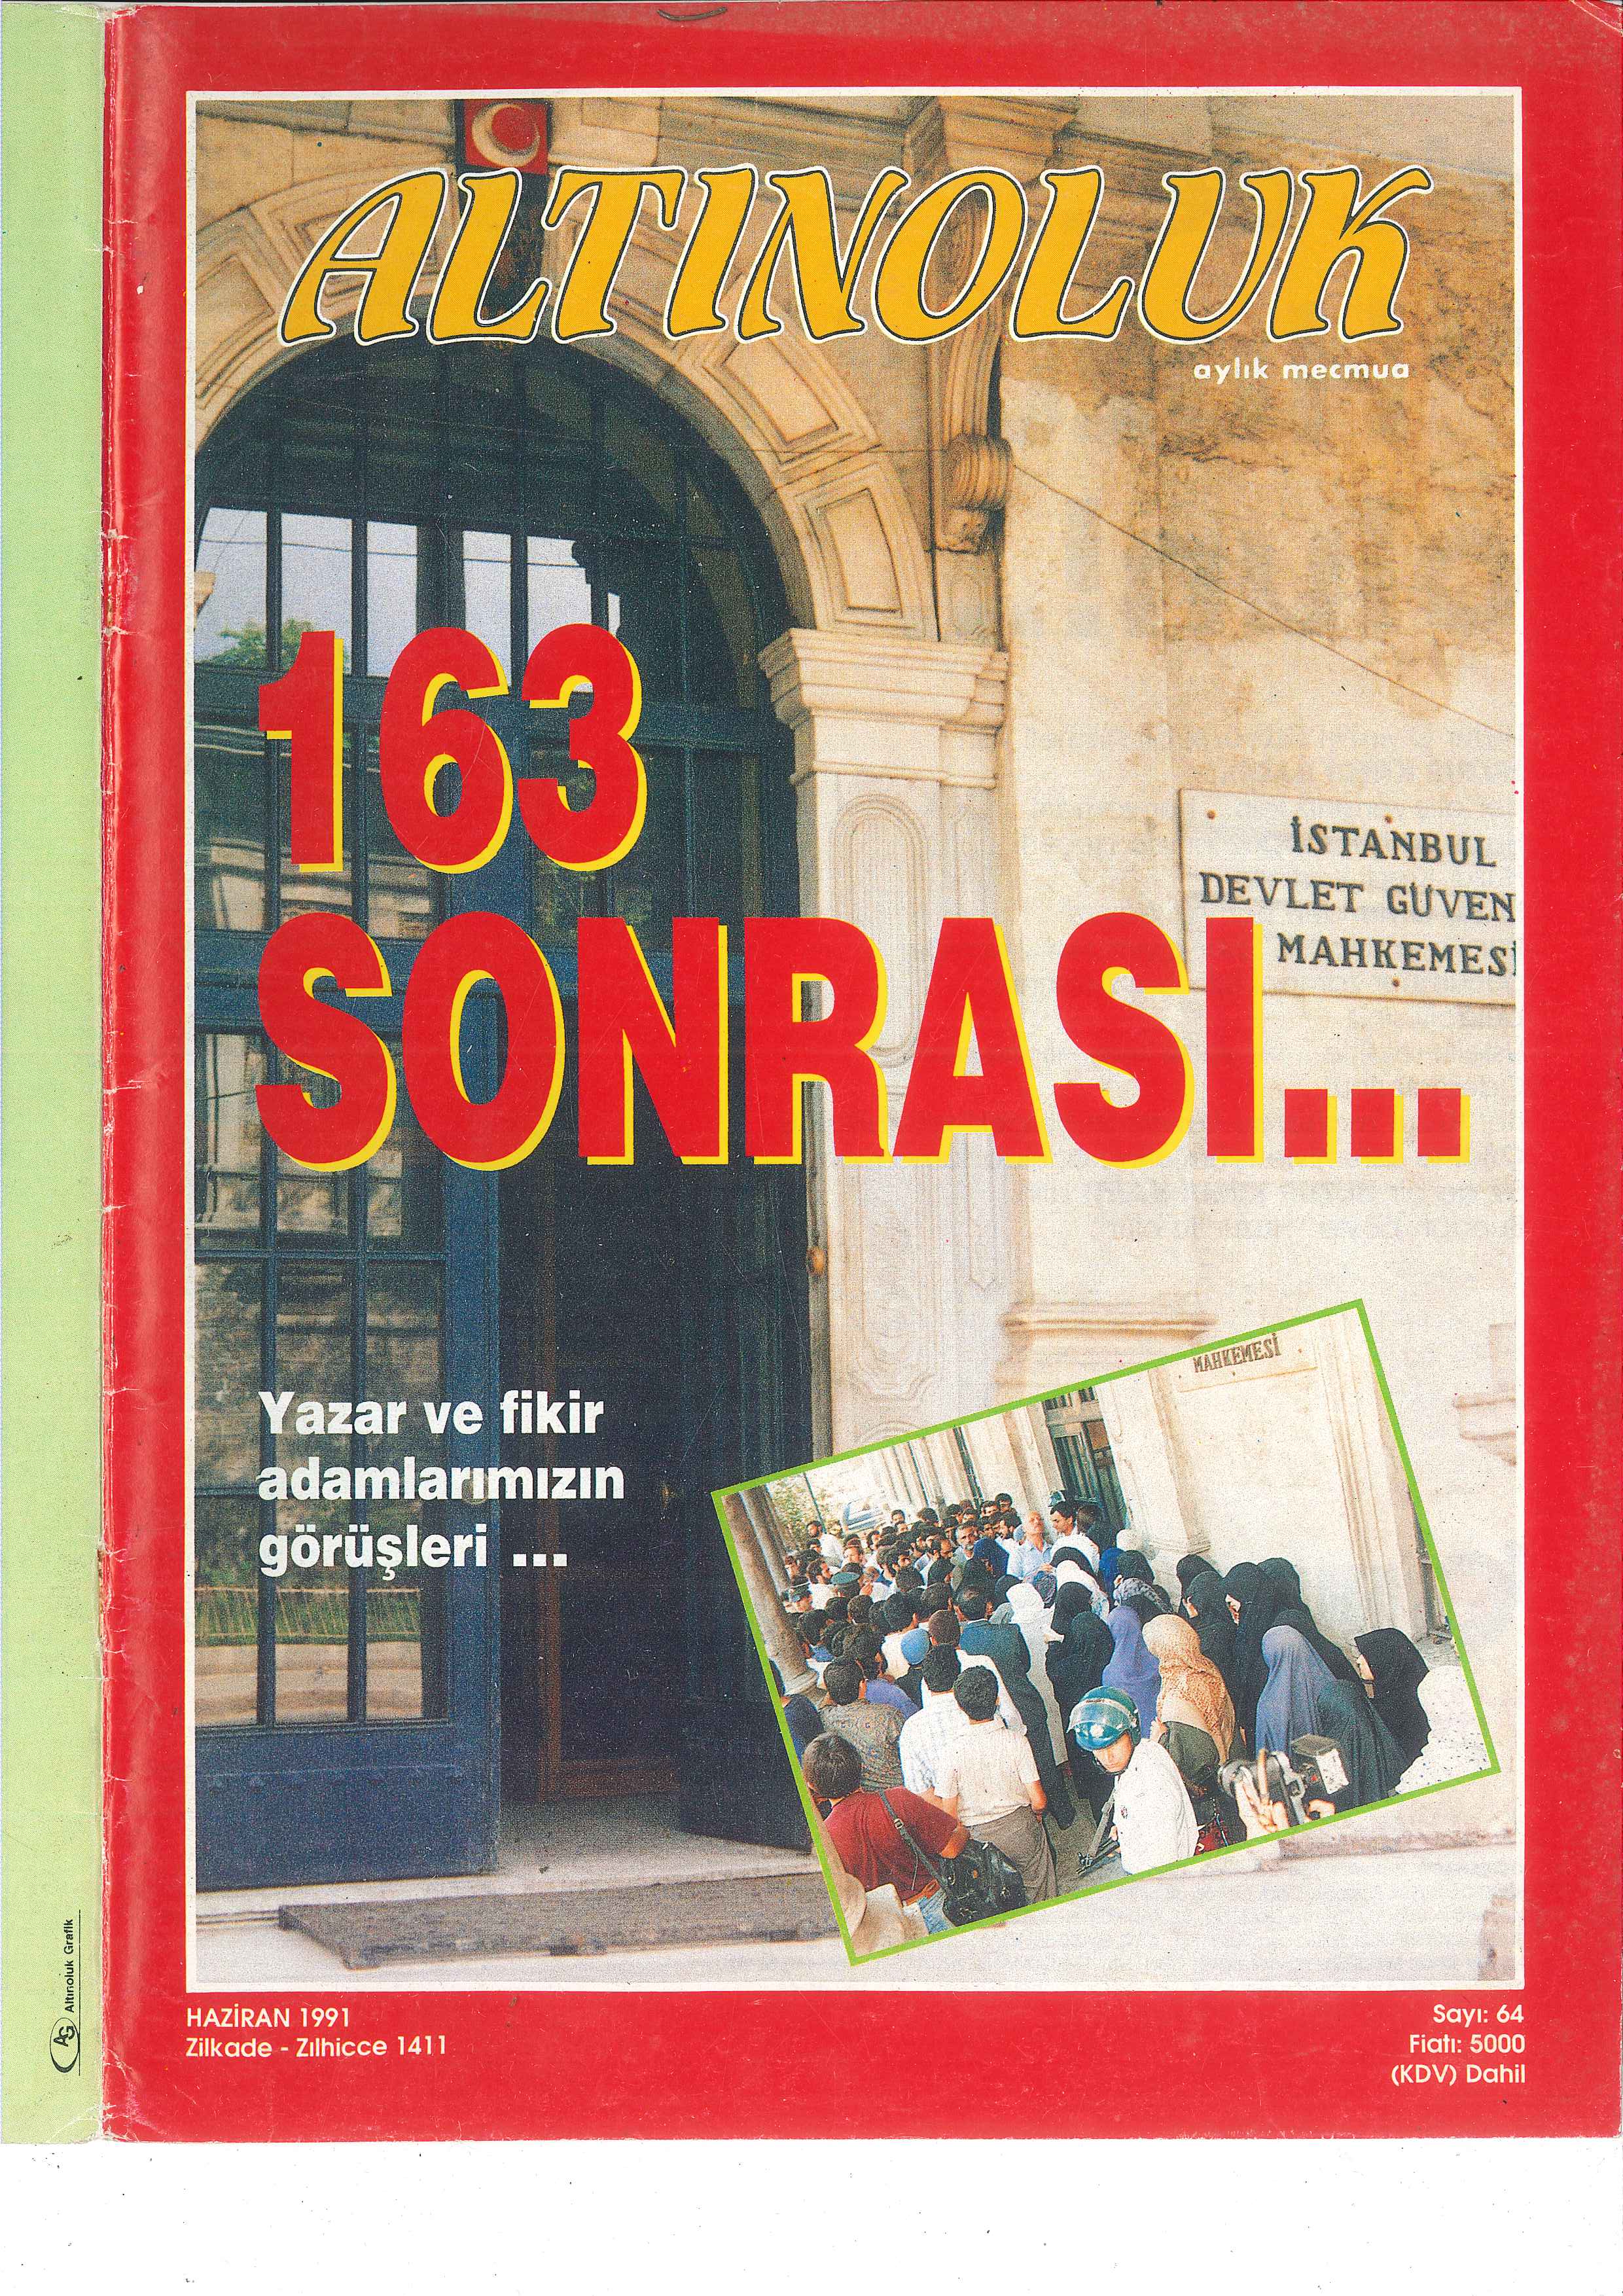 ALTINOLUK
aylık mecmua
163
SONRASI...
İSTANBUL
DEVLET GÜVEN
MAHKEMESİ
Yazar ve fikir
adamlarımızın
görüşleri ...
MAHKEMESİ
HAZİRAN 1991
Zilkade - Zılhicce 1411
Sayı: 64
Fiatı: 5000
(KDV) Dahil
AG Altınoluk Grafik